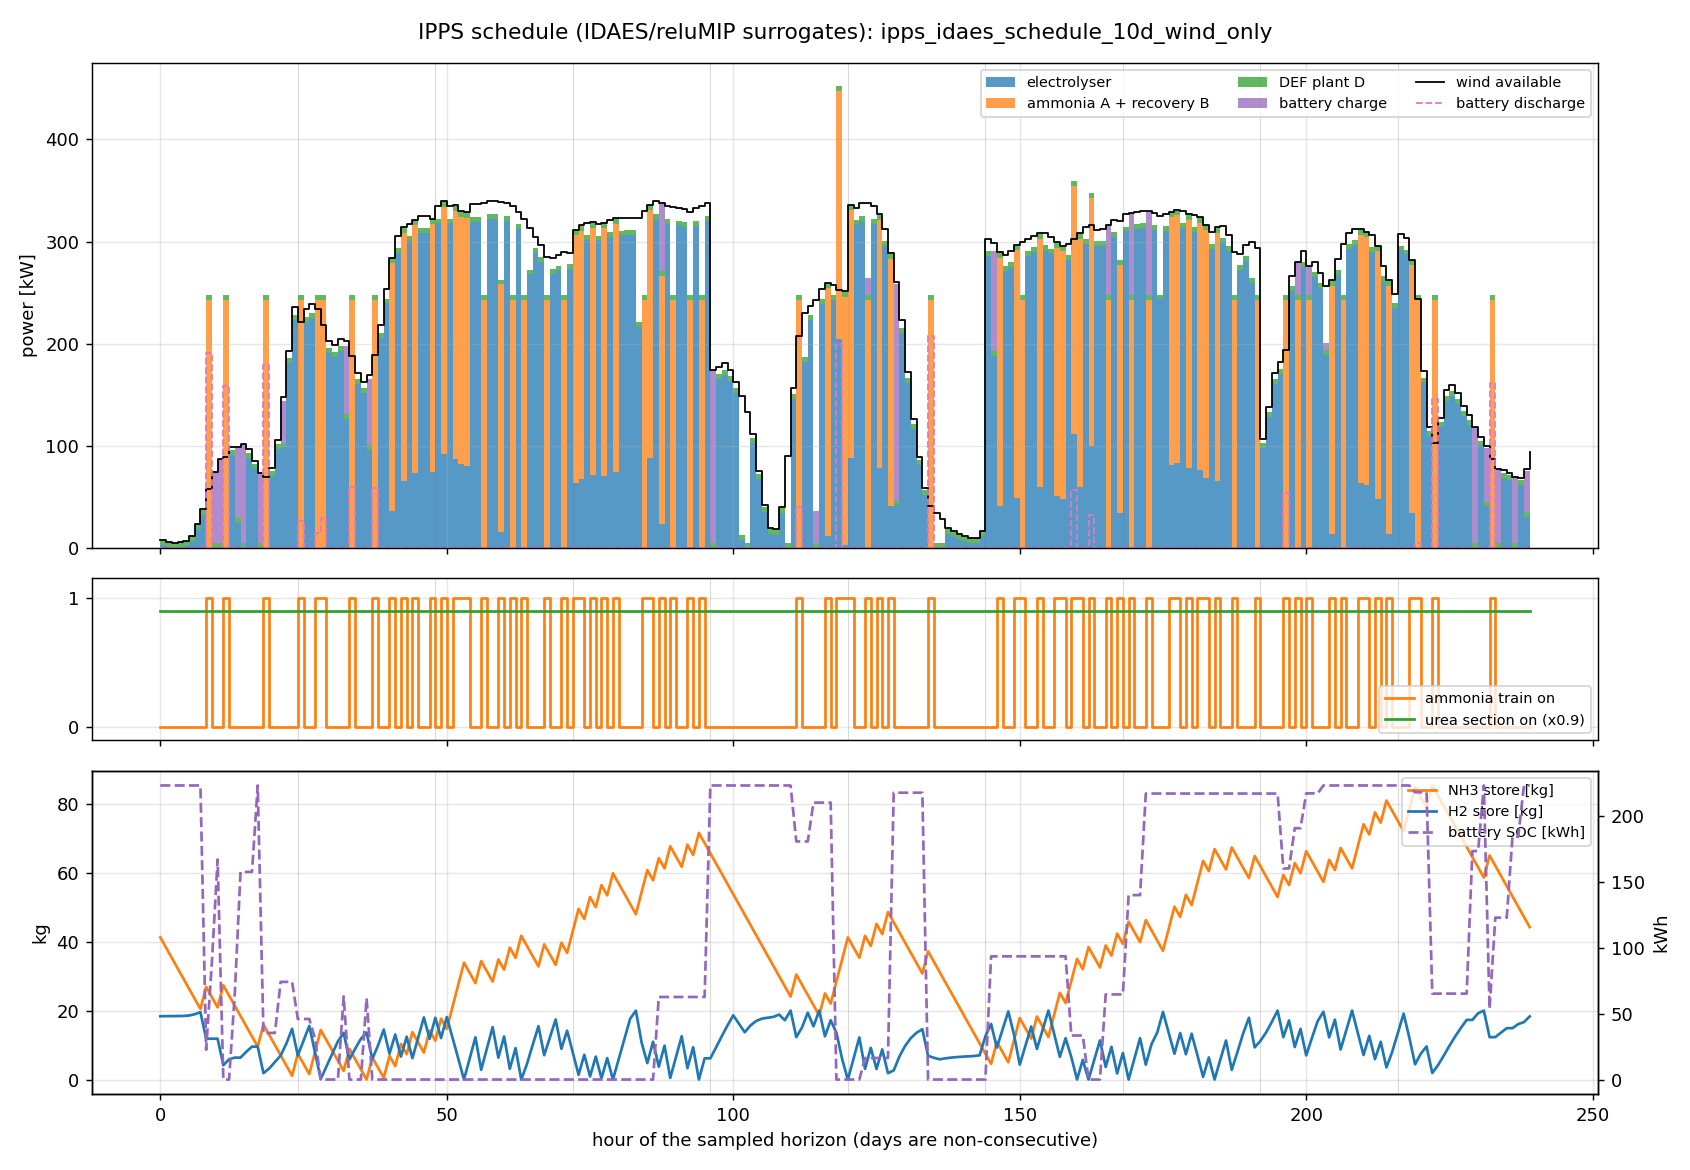 IPPS schedule (IDAES/reluMIP surrogates): ipps_idaes_schedule_10d_wind_only
electrolyser
ammonia A + recovery B
DEF plant D
battery charge
wind available
battery discharge
power [kW]
400
300
200
100
0
1
0
ammonia train on
urea section on (x0.9)
NH3 store [kg]
H2 store [kg]
battery SOC [kWh]
kg
80
60
40
20
0
200
150
100
50
0
kWh
0 50 100 150 200 250
hour of the sampled horizon (days are non-consecutive)